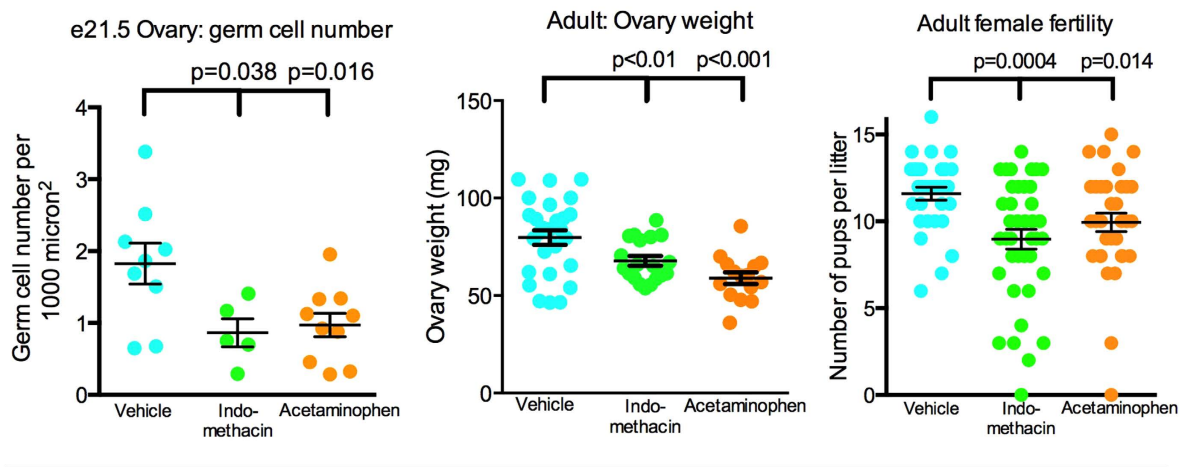 e21.5 Ovary: germ cell number
p=0.038 p=0.016
Germ cell number per
1000 micron²
4
3
2
1
0
Vehicle
Indo-
methacin
Acetaminophen
Adult: Ovary weight
p<0.01 p<0.001
Ovary weight (mg)
150
100
50
0
Vehicle
Indo-
methacin
Acetaminophen
Adult female fertility
p=0.0004 p=0.014
Number of pups per litter
15
10
5
0
Vehicle
Indo-
methacin
Acetaminophen